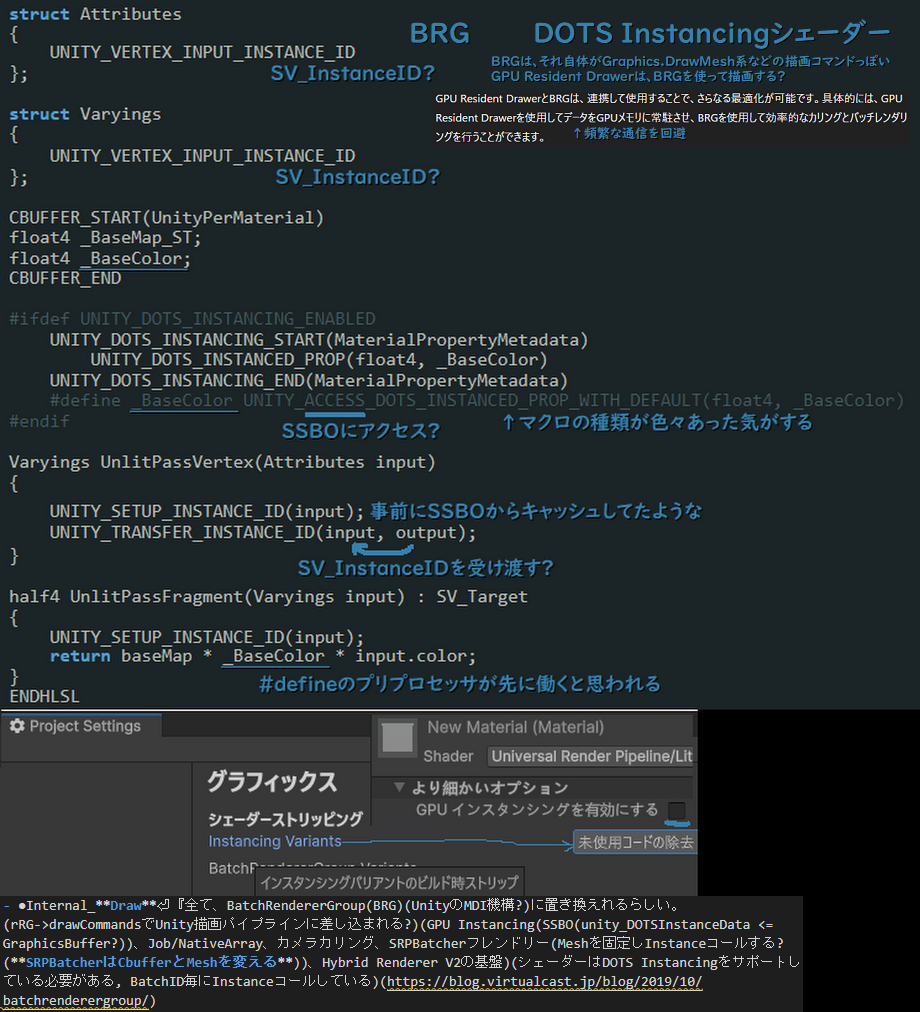 struct Attributes
{
UNITY_VERTEX_INPUT_INSTANCE_ID
};
SV_InstanceID?
BRG
DOTS Instancingシェーダー
BRGは、それ自体がGraphics.DrawMesh系などの描画コマンドっぽい
GPU Resident Drawerは、BRGを使って描画する?
GPU Resident DrawerとBRGは、連携して使用することで、さらなる最適化が可能です。具体的には、GPU
Resident Drawerを使用してデータをGPUメモリに常駐させ、BRGを使用して効率的なカリングとバッチレンダリ
ングを行うことができます。
↑頻繁な通信を回避
struct Varyings
{
UNITY_VERTEX_INPUT_INSTANCE_ID
};
SV_InstanceID?
CBUFFER_START(UnityPerMaterial)
float4 _BaseMap_ST;
float4 _BaseColor;
CBUFFER_END
#ifdef UNITY_DOTS_INSTANCING_ENABLED
UNITY_DOTS_INSTANCING_START(MaterialPropertyMetadata)
UNITY_DOTS_INSTANCED_PROP(float4, _BaseColor)
UNITY_DOTS_INSTANCING_END(MaterialPropertyMetadata)
#define _BaseColor UNITY_ACCESS_DOTS_INSTANCED_PROP_WITH_DEFAULT(float4, _BaseColor)
#endif
SSBOにアクセス?
↑マクロの種類が色々あった気がする
Varyings UnlitPassVertex(Attributes input)
{
UNITY_SETUP_INSTANCE_ID(input); 事前にSSBOからキャッシュしてたような
UNITY_TRANSFER_INSTANCE_ID(input, output);
}
SV_InstanceIDを受け渡す?
half4 UnlitPassFragment(Varyings input) : SV_Target
{
UNITY_SETUP_INSTANCE_ID(input);
return baseMap * _BaseColor * input.color;
}
#defineのプリプロセッサが先に働くと思われる
ENDHLSL
Project Settings
New Material (Material)
Shader
Universal Render Pipeline/Lit
グラフィックス
より細かいオプション
GPU インスタンシングを有効にする
シェーダーストリッピング
Instancing Variants
未使用コードの除去
BatchRendererGroup Variants
インスタンシングバリアントのビルド時ストリップ
- ●Internal_**Draw**⏎『全て、BatchRendererGroup(BRG)(UnityのMDI機構?)に置き換えれるらしい。
(rRG->drawCommandsでUnity描画パイプラインに差し込まれる?)(GPU Instancing(SSBO(unity_DOTSInstanceData <=
GraphicsBuffer?))、Job/NativeArray、カメラカリング、SRPBatcherフレンドリー(Meshを固定しInstanceコールする?
(**SRPBatcherはCbufferとMeshを変える**))、Hybrid Renderer V2の基盤)(シェーダーはDOTS Instancingをサポートし
ている必要がある, BatchID毎にInstanceコールしている)(https://blog.virtualcast.jp/blog/2019/10/
batchrenderergroup/)